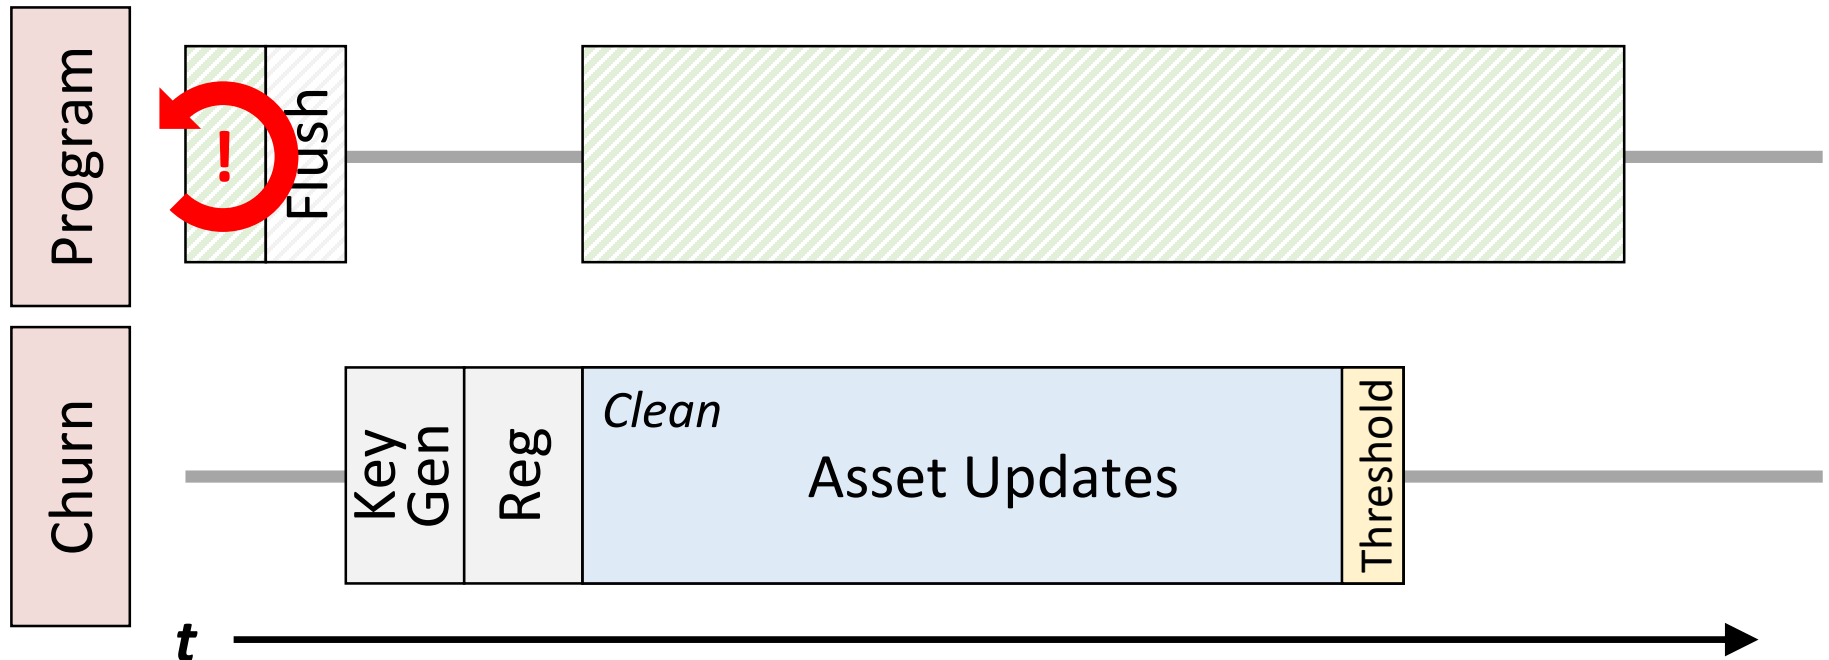 Program
!
Flush
Churn
Key
Gen
Reg
Clean
Asset Updates
Threshold
t